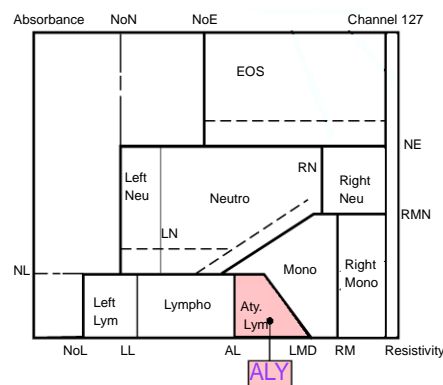 Absorbance NoN NoE Channel 127
EOS
NE
RN
Left
Neu
Neutro
Right
Neu
LN
RMN
NL
Mono
Right
Mono
Left
Lym
Lympho
Aty.
Lym
NoL LL AL LMD RM Resistivity
ALY